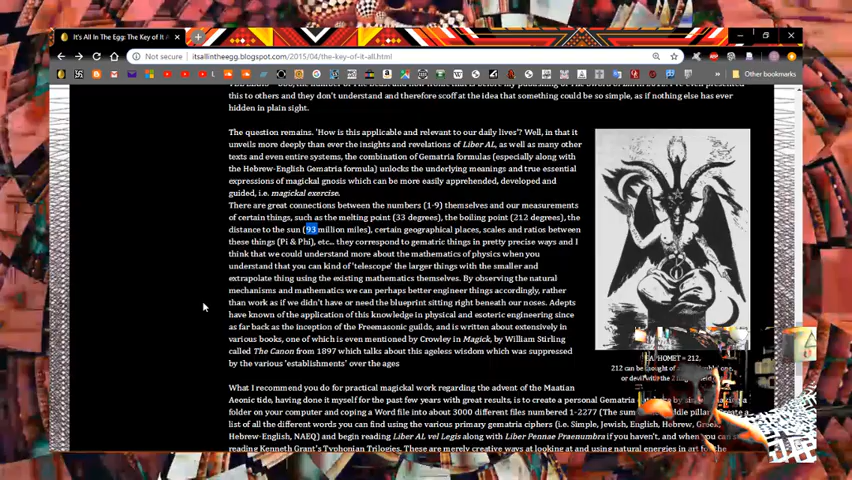 It's All In The Egg: The Key of It A
Not secure itsallintheegg.blogspot.com/2015/04/the-key-of-it-all.html
Other bookmarks
this to others and they don't understand and therefore scoff at the idea that something could be so simple, as if nothing else has ever
hidden in plain sight.
The question remains. 'How is this applicable and relevant to our daily lives'? Well, in that it
unveils more deeply than ever the insights and revelations of Liber AL, as well as many other
texts and even entire systems, the combination of Gematria formulas (especially along with
the Hebrew-English Gematria formula) unlocks the underlying meanings and true essential
expressions of magickal gnosis which can be more easily apprehended, developed and
guided, i.e. magickal exercise.
There are great connections between the numbers (1-9) themselves and our measurements
of certain things, such as the melting point (33 degrees), the boiling point (212 degrees), the
distance to the sun (93 million miles), certain geographical places, scales and ratios between
these things (Pi & Phi), etc... they correspond to gematric things in pretty precise ways and I
think that we could understand more about the mathematics of physics when you
understand that you can kind of 'telescope' the larger things with the smaller and
extrapolate thing using the existing mathematics themselves. By observing the natural
mechanisms and mathematics we can perhaps better engineer things accordingly, rather
than work as if we didn't have or need the blueprint sitting right beneath our noses. Adepts
have known of the application of this knowledge in physical and esoteric engineering since
as far back as the inception of the Freemasonic guilds, and is written about extensively in
various books, one of which is even mentioned by Crowley in Magick, by William Stirling
called The Canon from 1897 which talks about this ageless wisdom which was suppressed
by the various 'establishments' over the ages
APHOMET = 212,
212 can be thought of
or devil with the 2
What I recommend you do for practical magickal work regarding the advent of the Maatian
Aeonic tide, having done it myself for the past few years with great results, is to create a personal Gematria
folder on your computer and coping a Word file into about 3000 different files numbered 1-2277 (The sum
list of all the different words you can find using the various primary gematria ciphers (i.e. Simple, Jewish, English, Hebrew, Greek,
Hebrew-English, NAEQ) and begin reading Liber AL vel Legis along with Liber Pennae Praenumbra if you haven't, and when you
reading Kenneth Grant's Typhonian Trilogies. These are merely creative ways at looking at and using natural energies in art for the